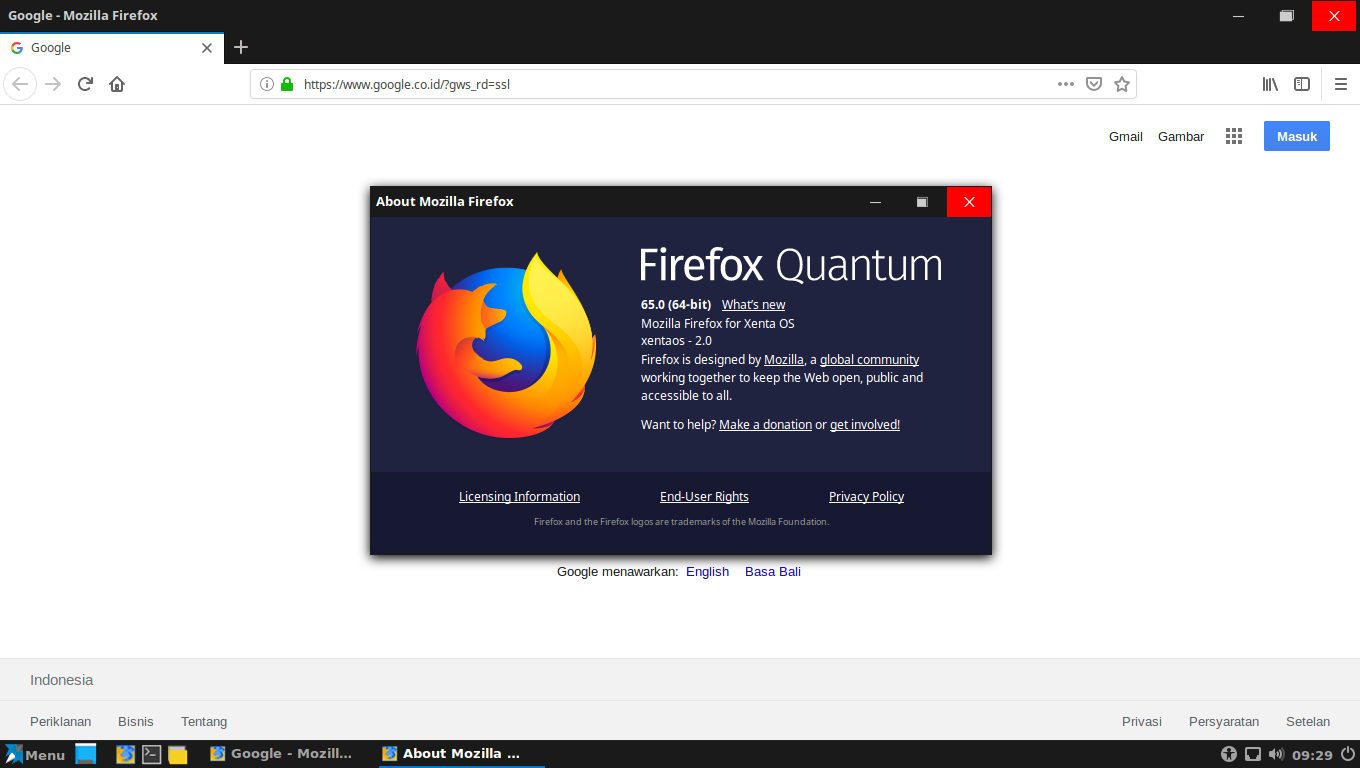 Google - Mozilla Firefox
Google
https://www.google.co.id/?gws_rd=ssl
Gmail Gambar Masuk
About Mozilla Firefox
Firefox Quantum
65.0 (64-bit) What's new
Mozilla Firefox for Xenta OS
xentaos - 2.0
Firefox is designed by Mozilla, a global community
working together to keep the Web open, public and
accessible to all.
Want to help? Make a donation or get involved!
Licensing Information End-User Rights Privacy Policy
Firefox and the Firefox logos are trademarks of the Mozilla Foundation.
Google menawarkan: English Basa Bali
Indonesia
Periklanan Bisnis Tentang Privasi Persyaratan Setelan
Menu Google - Mozill... About Mozilla ... 09:29